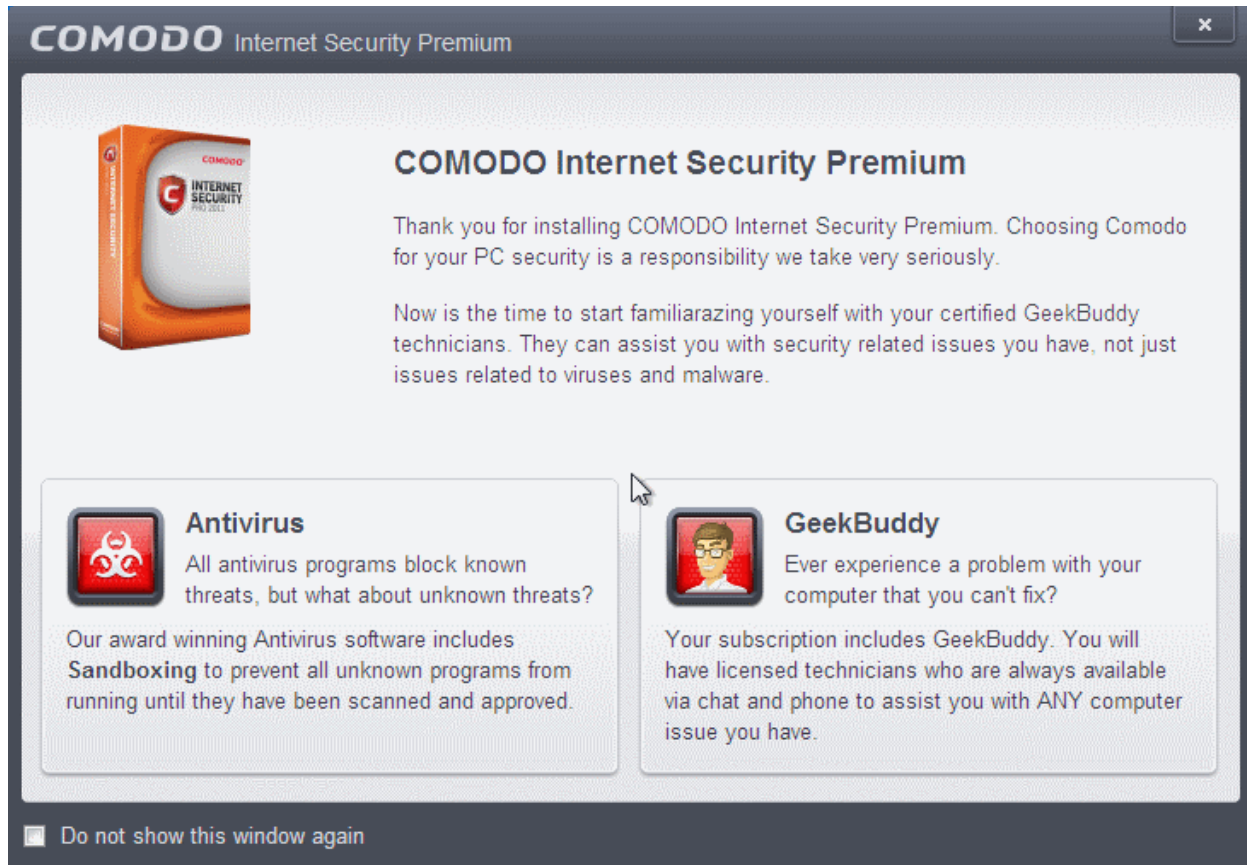 COMODO Internet Security Premium
COMODO
INTERNET
SECURITY
PRO 2011
INTERNET SECURITY
COMODO Internet Security Premium
Thank you for installing COMODO Internet Security Premium. Choosing Comodo
for your PC security is a responsibility we take very seriously.
Now is the time to start familiarazing yourself with your certified GeekBuddy
technicians. They can assist you with security related issues you have, not just
issues related to viruses and malware.
Antivirus
All antivirus programs block known
threats, but what about unknown threats?
Our award winning Antivirus software includes
Sandboxing to prevent all unknown programs from
running until they have been scanned and approved.
GeekBuddy
Ever experience a problem with your
computer that you can't fix?
Your subscription includes GeekBuddy. You will
have licensed technicians who are always available
via chat and phone to assist you with ANY computer
issue you have.
Do not show this window again